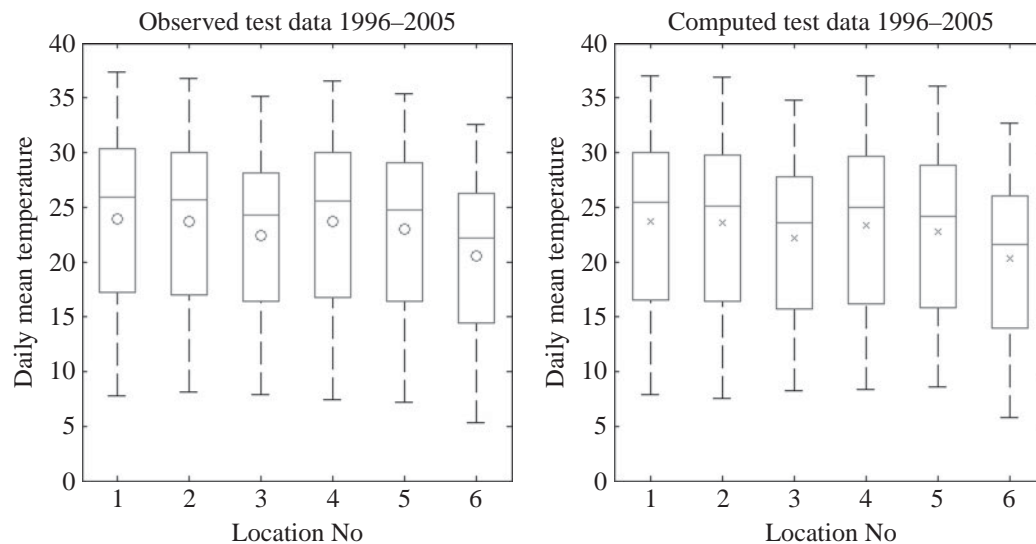 Observed test data 1996–2005
40
35
30
25
20
15
10
5
0
Daily mean temperature
1 2 3 4 5 6
Location No
Computed test data 1996–2005
40
35
30
25
20
15
10
5
0
Daily mean temperature
1 2 3 4 5 6
Location No